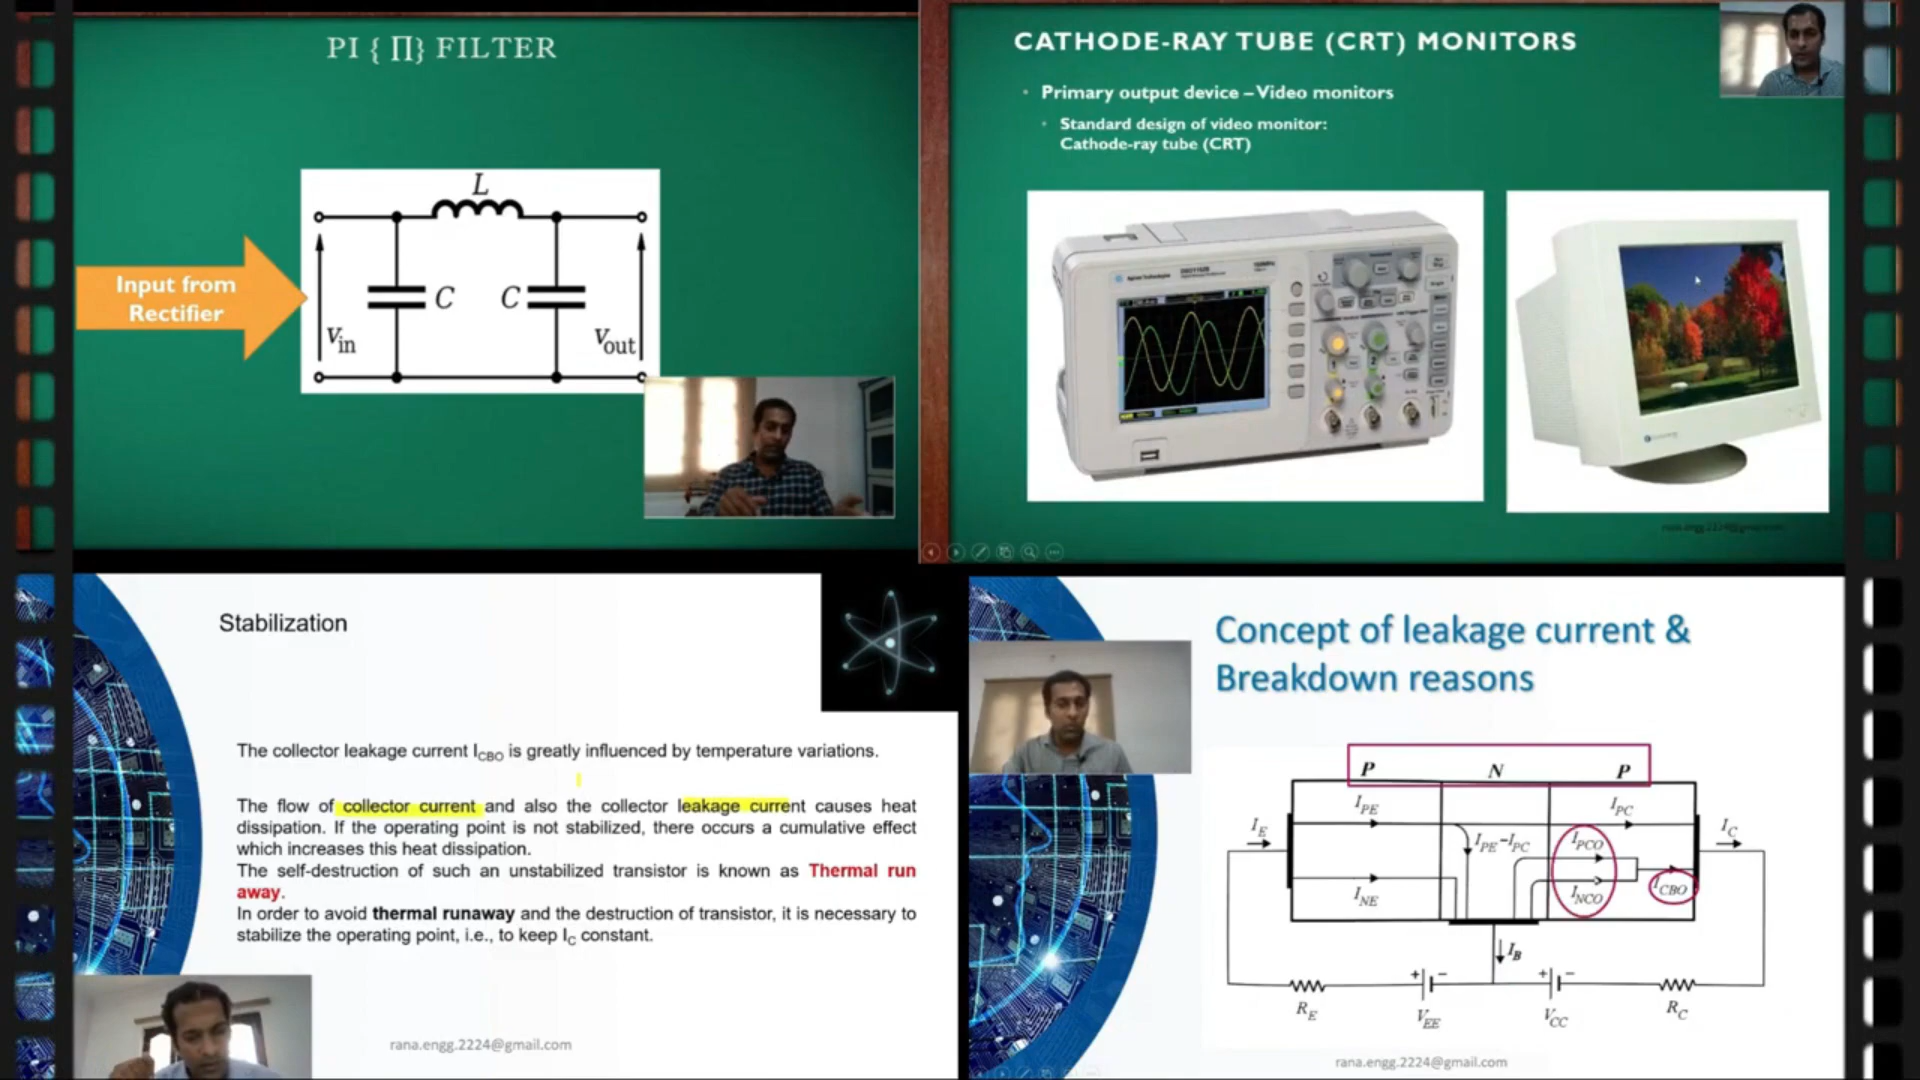 PI { ∏} FILTER
Input from
Rectifier
L
C
C
Vin
Vout
CATHODE-RAY TUBE (CRT) MONITORS
• Primary output device – Video monitors
• Standard design of video monitor:
Cathode-ray tube (CRT)
Agilent Technologies
rana.engg.2224@gmail.com
Stabilization
The collector leakage current ICBO is greatly influenced by temperature variations.
The flow of collector current and also the collector leakage current causes heat
dissipation. If the operating point is not stabilized, there occurs a cumulative effect
which increases this heat dissipation.
The self-destruction of such an unstabilized transistor is known as Thermal run
away.
In order to avoid thermal runaway and the destruction of transistor, it is necessary to
stabilize the operating point, i.e., to keep IC constant.
rana.engg.2224@gmail.com
Concept of leakage current &
Breakdown reasons
P N P
IPE IPC
IE IC
IPE–IPC IPCO
INE INCO ICBO
IB
+ − + −
RE VEE VCC RC
rana.engg.2224@gmail.com